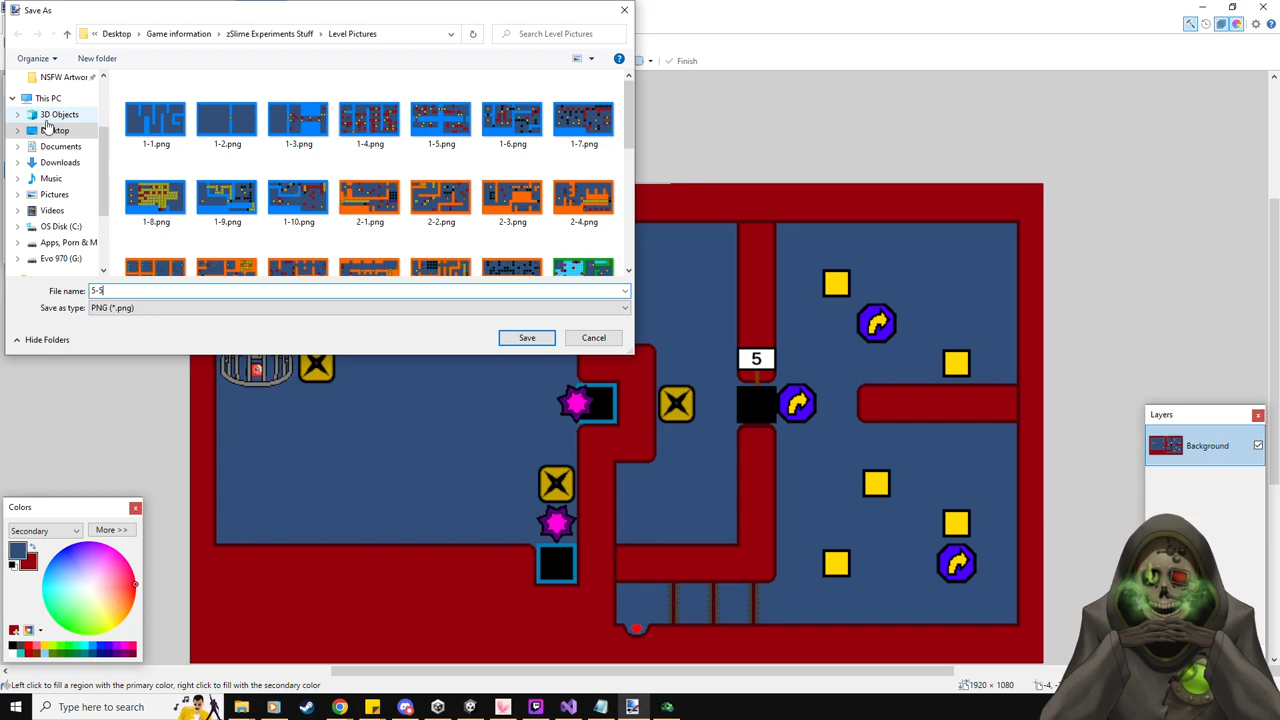 Save As
Desktop > Game information > zSlime Experiments Stuff > Level Pictures
Search Level Pictures
Organize
New folder
NSFW Artwor
This PC
3D Objects
Desktop
Documents
Downloads
Music
Pictures
Videos
OS Disk (C:)
Apps, Porn & M
Evo 970 (G:)
1-1.png
1-2.png
1-3.png
1-4.png
1-5.png
1-6.png
1-7.png
1-8.png
1-9.png
1-10.png
2-1.png
2-2.png
2-3.png
2-4.png
File name: 5-5
Save as type: PNG (*.png)
Hide Folders
Save
Cancel
Finish
5
Layers
Background
Colors
Secondary
More >>
Left click to fill a region with the primary color, right click to fill with the secondary color
1920 × 1080
Type here to search